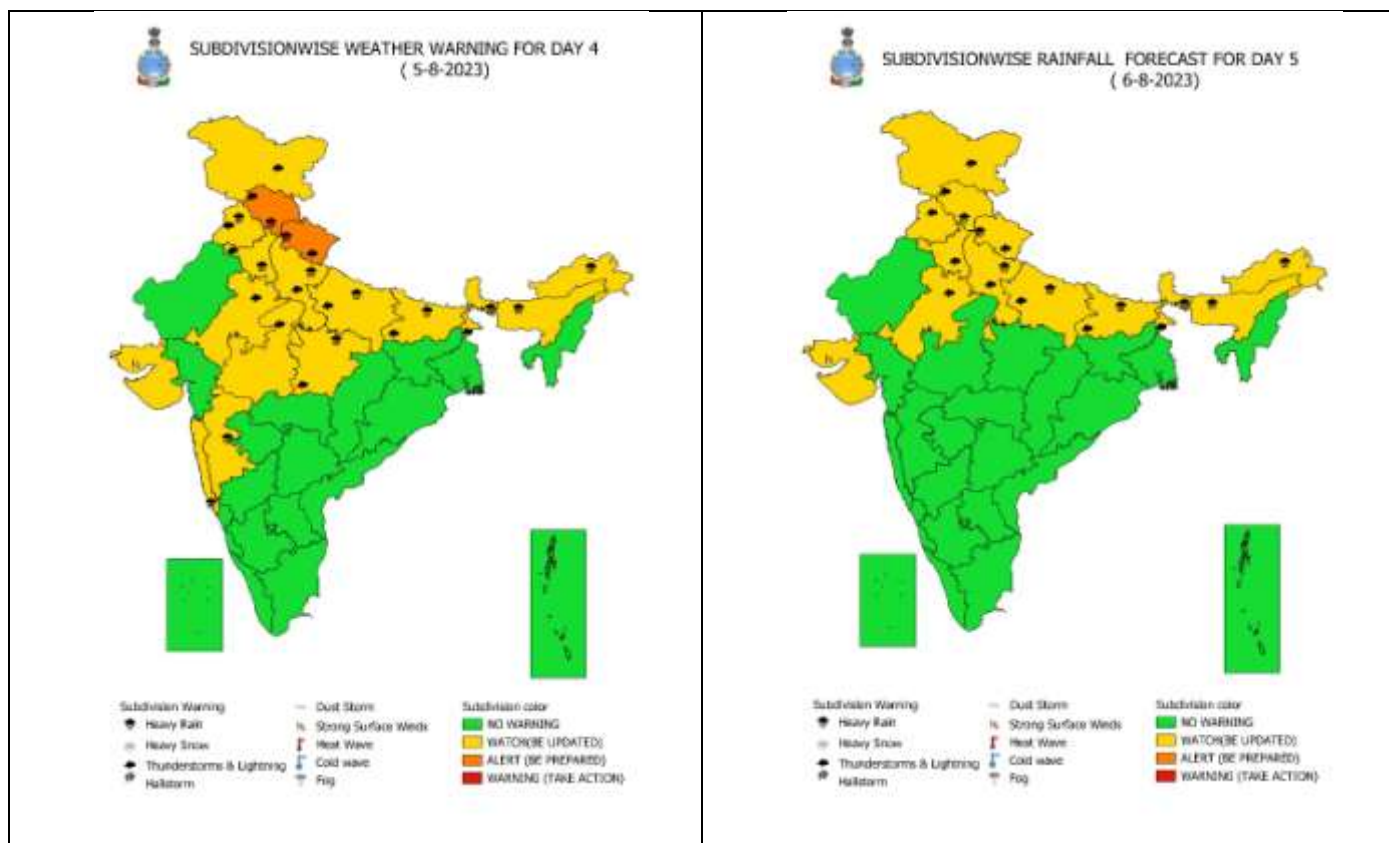 SUBDIVISIONWISE WEATHER WARNING FOR DAY 4
( 5-8-2023)
Subdivision Warning
Heavy Rain
Heavy Snow
Thunderstorms & Lightning
Hailstorm
Dust Storm
Strong Surface Winds
Heat Wave
Cold wave
Fog
Subdivision color
NO WARNING
WATCH(BE UPDATED)
ALERT (BE PREPARED)
WARNING (TAKE ACTION)
SUBDIVISIONWISE RAINFALL FORECAST FOR DAY 5
( 6-8-2023)
Subdivision Warning
Heavy Rain
Heavy Snow
Thunderstorms & Lightning
Hailstorm
Dust Storm
Strong Surface Winds
Heat Wave
Cold wave
Fog
Subdivision color
NO WARNING
WATCH(BE UPDATED)
ALERT (BE PREPARED)
WARNING (TAKE ACTION)